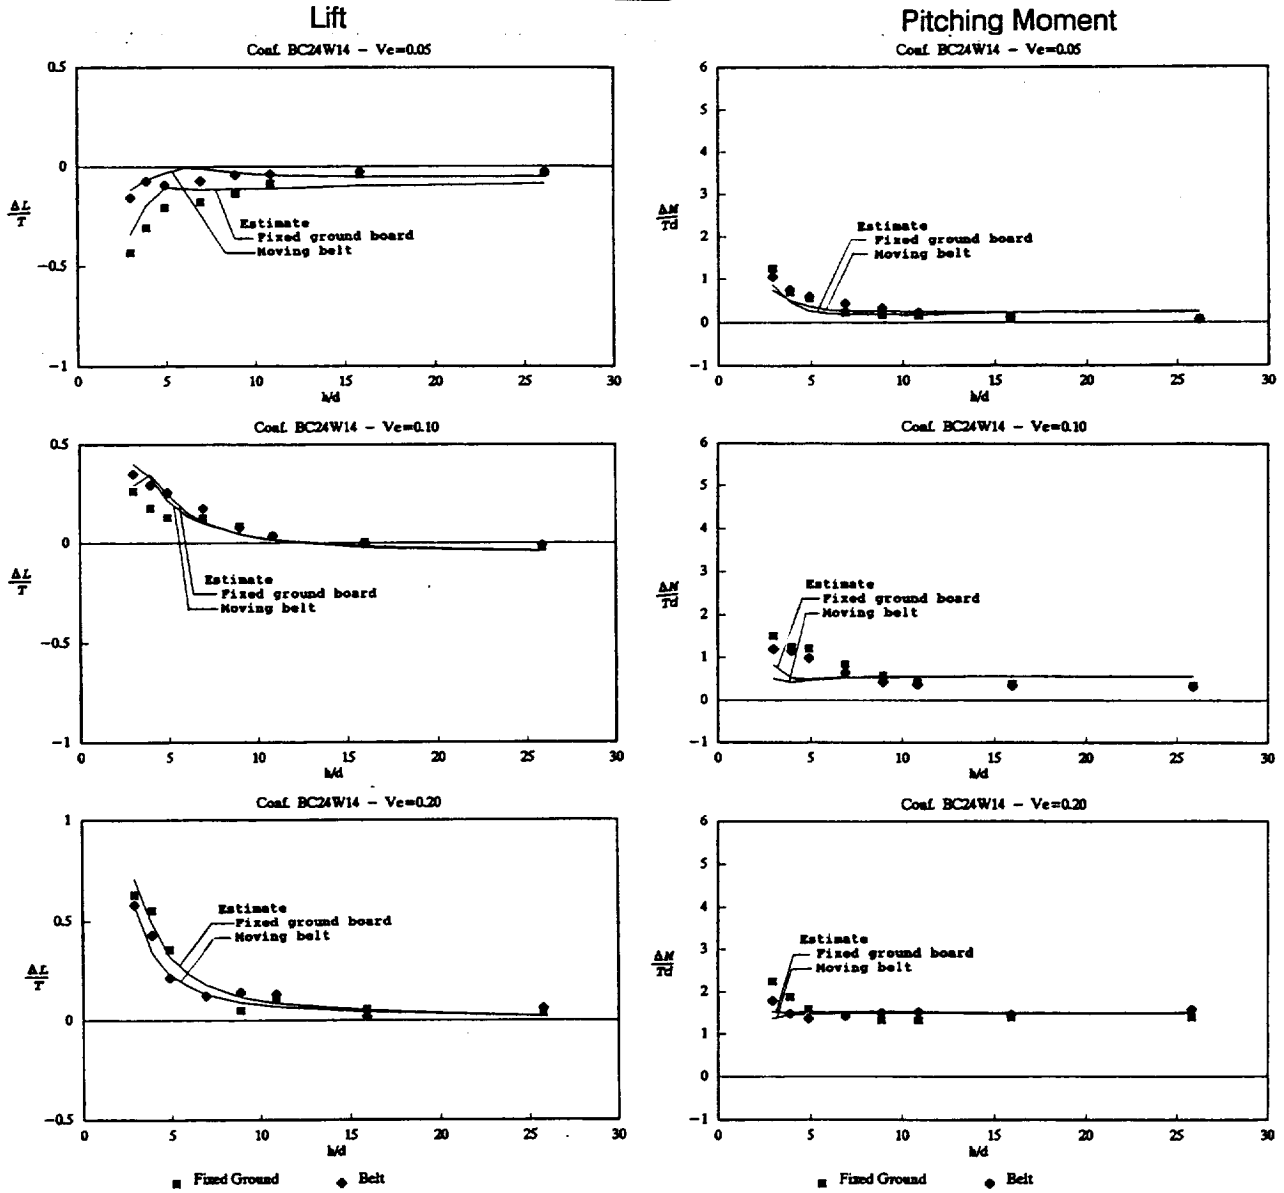 Lift
Conf. BC24W14 - Ve=0.05
0.5
0
-0.5
-1
ΔL
T
Estimate
Fixed ground board
Moving belt
0 5 10 15 20 25 30
h/d
Conf. BC24W14 - Ve=0.10
0.5
0
-0.5
-1
ΔL
T
Estimate
Fixed ground board
Moving belt
0 5 10 15 20 25 30
h/d
Conf. BC24W14 - Ve=0.20
1
0.5
0
-0.5
ΔL
T
Estimate
Fixed ground board
Moving belt
0 5 10 15 20 25 30
h/d
Fixed Ground Belt
Pitching Moment
Conf. BC24W14 - Ve=0.05
6
5
4
3
2
1
0
-1
ΔM
Td
Estimate
Fixed ground board
Moving belt
0 5 10 15 20 25 30
h/d
Conf. BC24W14 - Ve=0.10
6
5
4
3
2
1
0
-1
ΔM
Td
Estimate
Fixed ground board
Moving belt
0 5 10 15 20 25 30
h/d
Conf. BC24W14 - Ve=0.20
6
5
4
3
2
1
0
-1
ΔM
Td
Estimate
Fixed ground board
Moving belt
0 5 10 15 20 25 30
h/d
Fixed Ground Belt